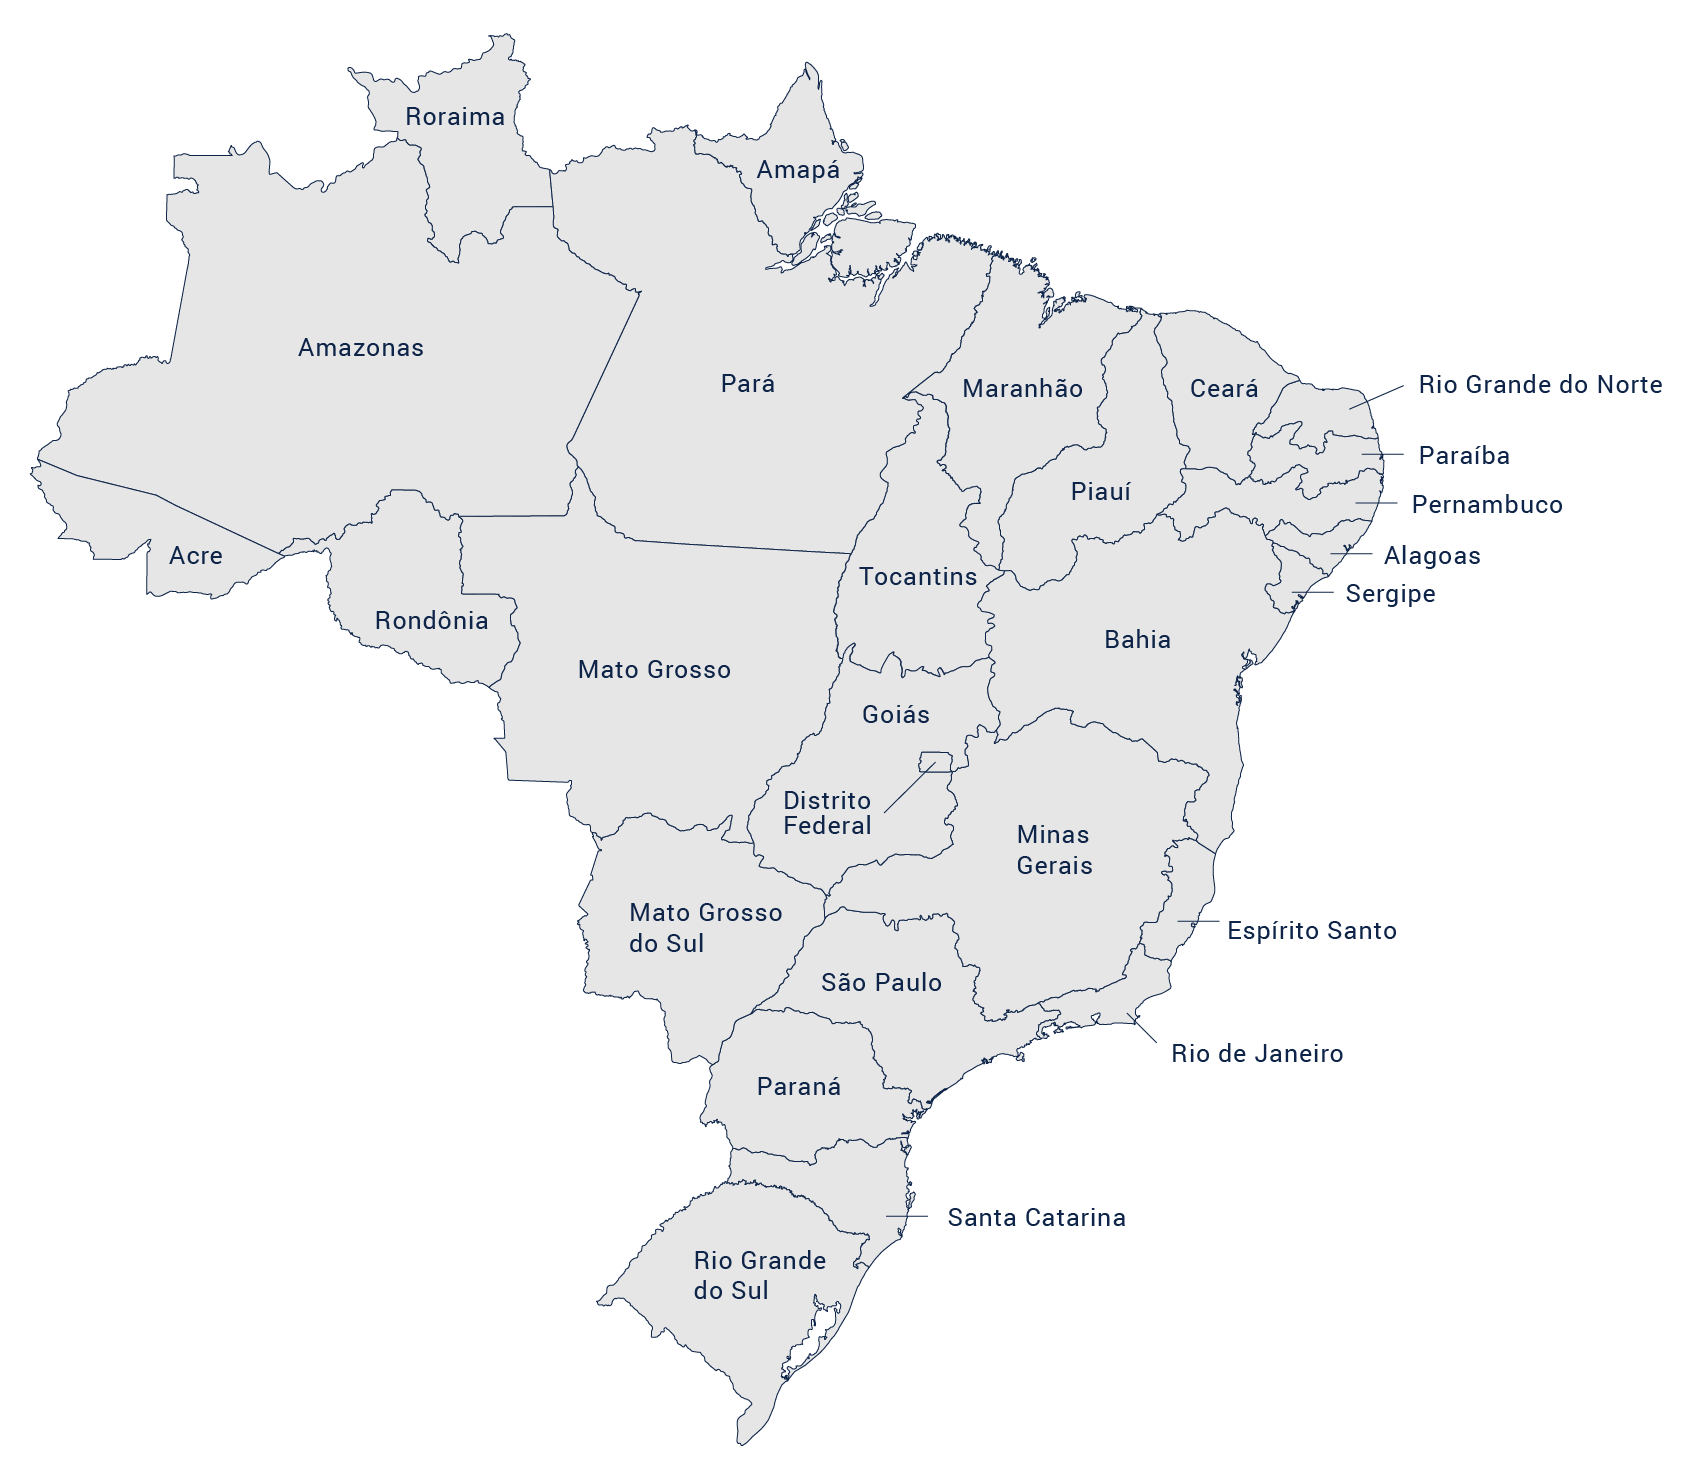 Roraima
Amapá
Amazonas
Pará
Maranhão
Ceará
Rio Grande do Norte
Paraíba
Piauí
Pernambuco
Acre
Tocantins
Alagoas
Sergipe
Rondônia
Bahia
Mato Grosso
Goiás
Distrito
Federal
Minas
Gerais
Mato Grosso
do Sul
Espírito Santo
São Paulo
Rio de Janeiro
Paraná
Santa Catarina
Rio Grande
do Sul